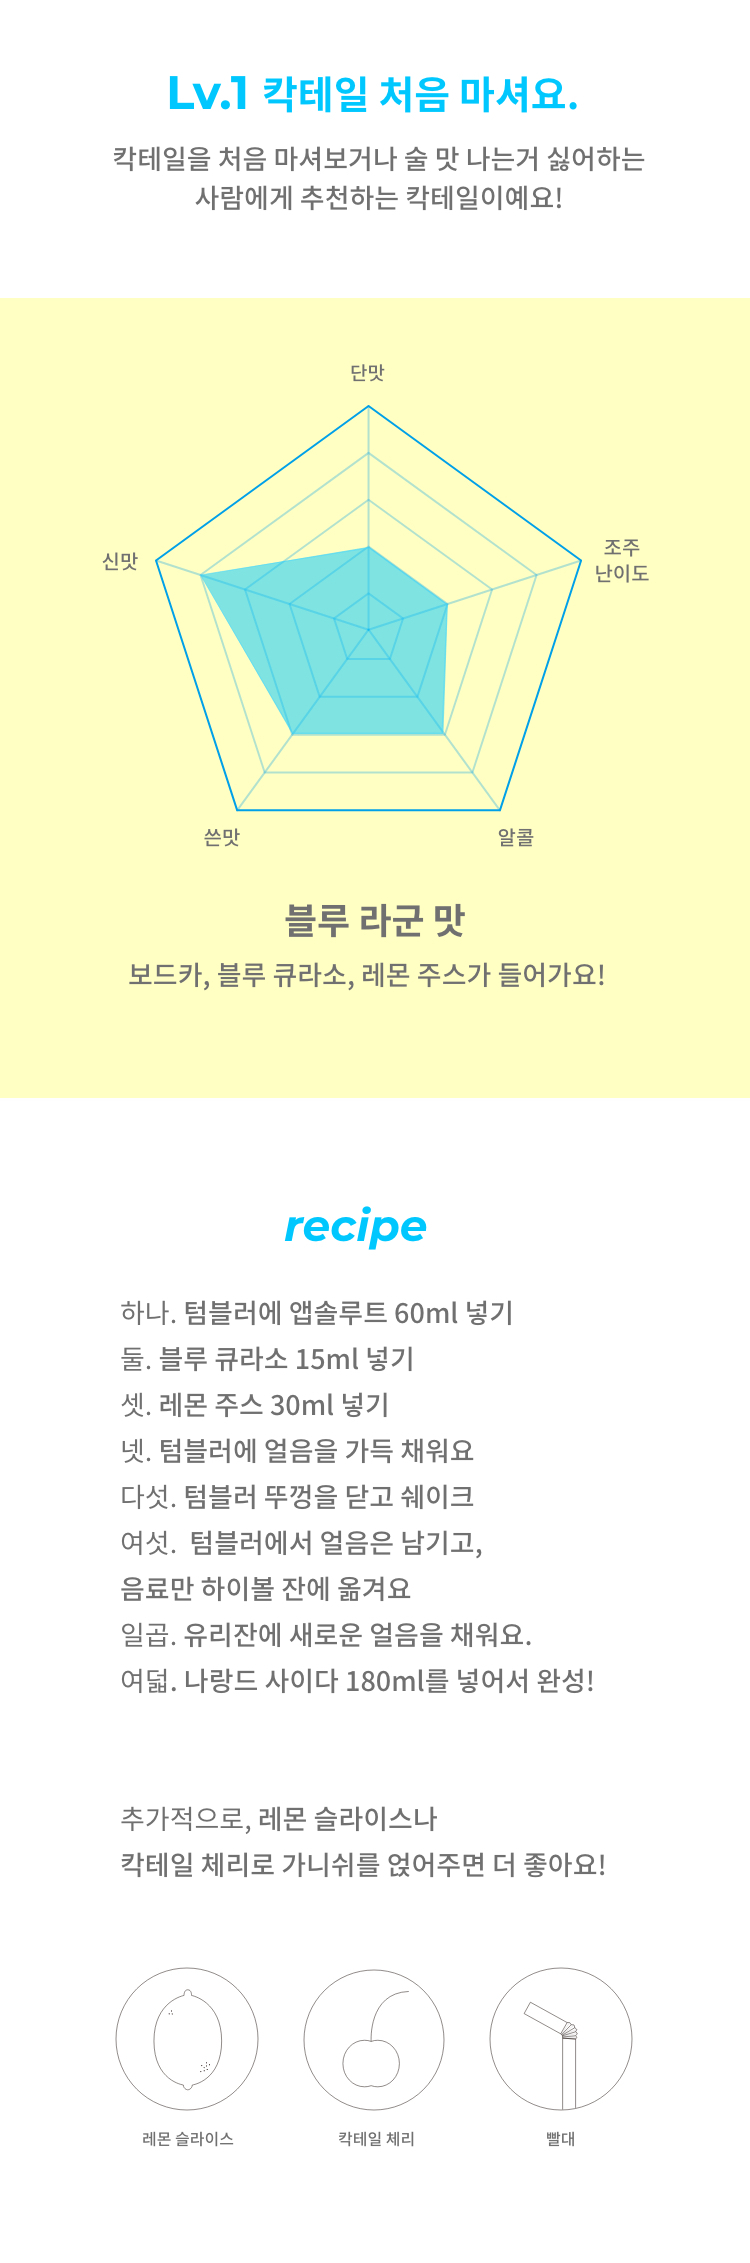 Lv.1 칵테일 처음 마셔요.
칵테일을 처음 마셔보거나 술 맛 나는거 싫어하는
사람에게 추천하는 칵테일이예요!
단맛
신맛
조주
난이도
쓴맛
알콜
블루 라군 맛
보드카, 블루 큐라소, 레몬 주스가 들어가요!
recipe
하나. 텀블러에 앱솔루트 60ml 넣기
둘. 블루 큐라소 15ml 넣기
셋. 레몬 주스 30ml 넣기
넷. 텀블러에 얼음을 가득 채워요
다섯. 텀블러 뚜껑을 닫고 쉐이크
여섯. 텀블러에서 얼음은 남기고,
음료만 하이볼 잔에 옮겨요
일곱. 유리잔에 새로운 얼음을 채워요.
여덟. 나랑드 사이다 180ml를 넣어서 완성!
추가적으로, 레몬 슬라이스나
칵테일 체리로 가니쉬를 얹어주면 더 좋아요!
레몬 슬라이스
칵테일 체리
빨대